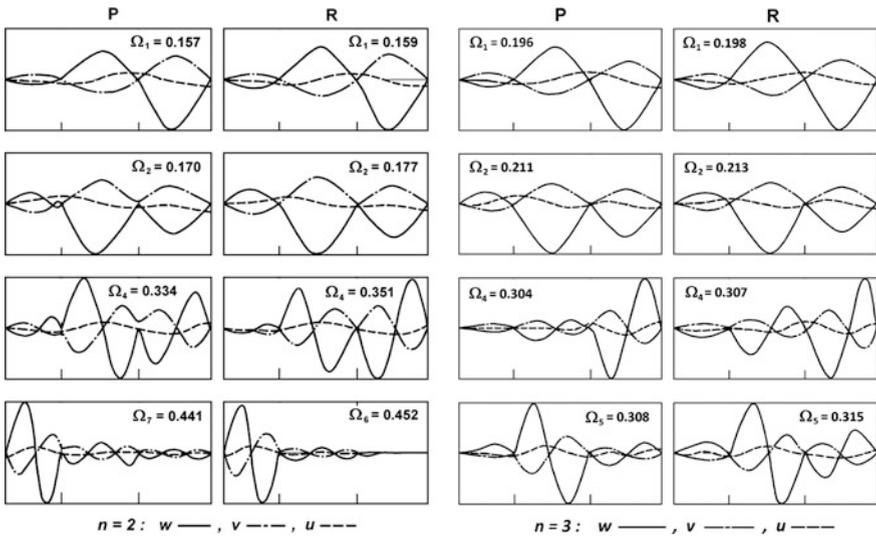 P R P R
Ω₁ = 0.157 Ω₁ = 0.159 Ω₁ = 0.196 Ω₁ = 0.198
Ω₂ = 0.170 Ω₂ = 0.177 Ω₂ = 0.211 Ω₂ = 0.213
Ω₄ = 0.334 Ω₄ = 0.351 Ω₄ = 0.304 Ω₄ = 0.307
Ω₇ = 0.441 Ω₆ = 0.452 Ω₅ = 0.308 Ω₅ = 0.315
n = 2 : w ——— , v —·—·— , u – – – n = 3 : w ——— , v —·—·— , u – – –